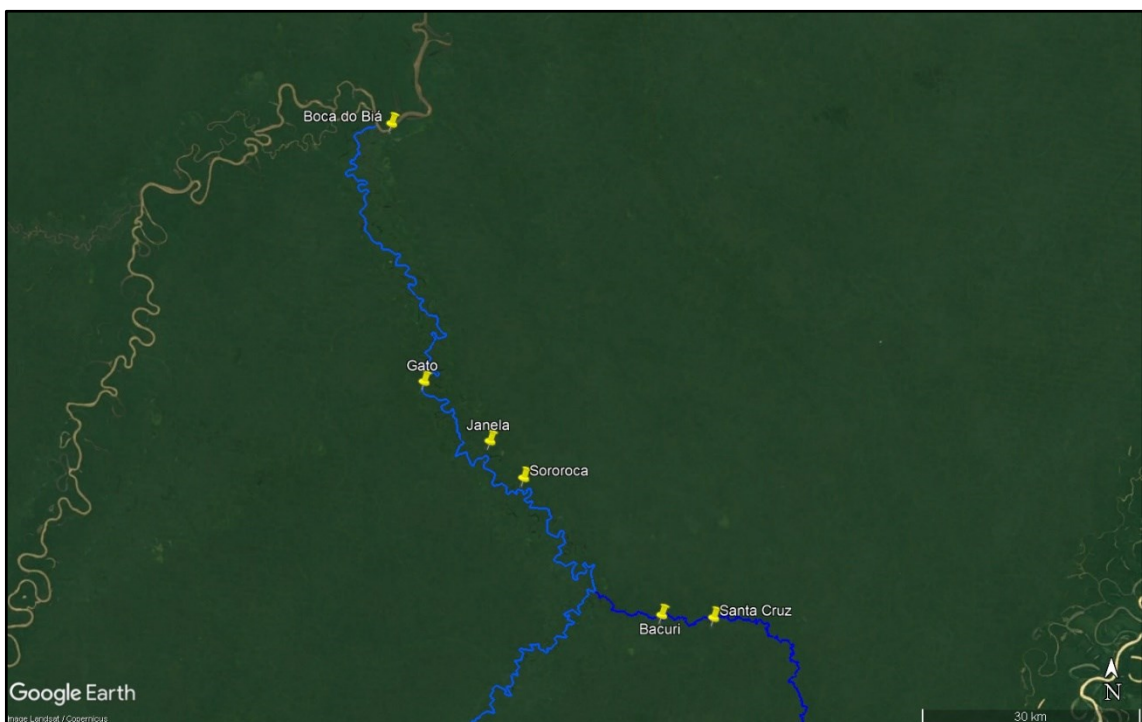 Boca do Biá
Gato
Janela
Sororoca
Bacuri
Santa Cruz
Google Earth
N
Image Landsat / Copernicus
30 km